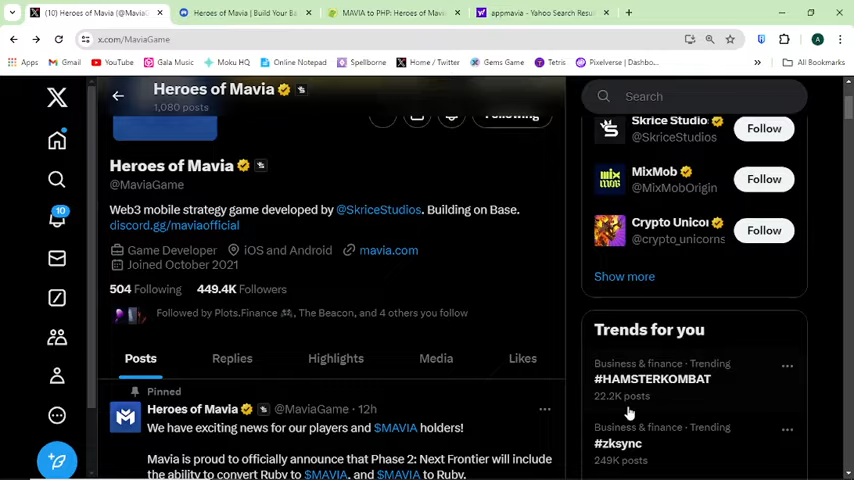 (10) Heroes of Mavia (@MaviaG
Heroes of Mavia | Build Your Ba
MAVIA to PHP: Heroes of Mavi
appmavia - Yahoo Search Resul
x.com/MaviaGame
Apps
Gmail
YouTube
Gala Music
Moku HQ
Online Notepad
Spellborne
Home / Twitter
Gems Game
Tetris
Pixelverse | Dashbo...
All Bookmarks
Heroes of Mavia
1,080 posts
Following
Heroes of Mavia
@MaviaGame
Web3 mobile strategy game developed by @SkriceStudios. Building on Base.
discord.gg/maviaofficial
Game Developer iOS and Android mavia.com
Joined October 2021
504 Following 449.4K Followers
Followed by Plots.Finance, The Beacon, and 4 others you follow
Posts Replies Highlights Media Likes
Pinned
Heroes of Mavia @MaviaGame · 12h
We have exciting news for our players and $MAVIA holders!
Mavia is proud to officially announce that Phase 2: Next Frontier will include
the ability to convert Ruby to $MAVIA, and $MAVIA to Ruby.
10
Search
Skrice Studio
@SkriceStudios
Follow
MixMob
@MixMobOrigin
Follow
Crypto Unicor
@crypto_unicorns
Follow
Show more
Trends for you
Business & finance · Trending
#HAMSTERKOMBAT
22.2K posts
Business & finance · Trending
#zksync
249K posts